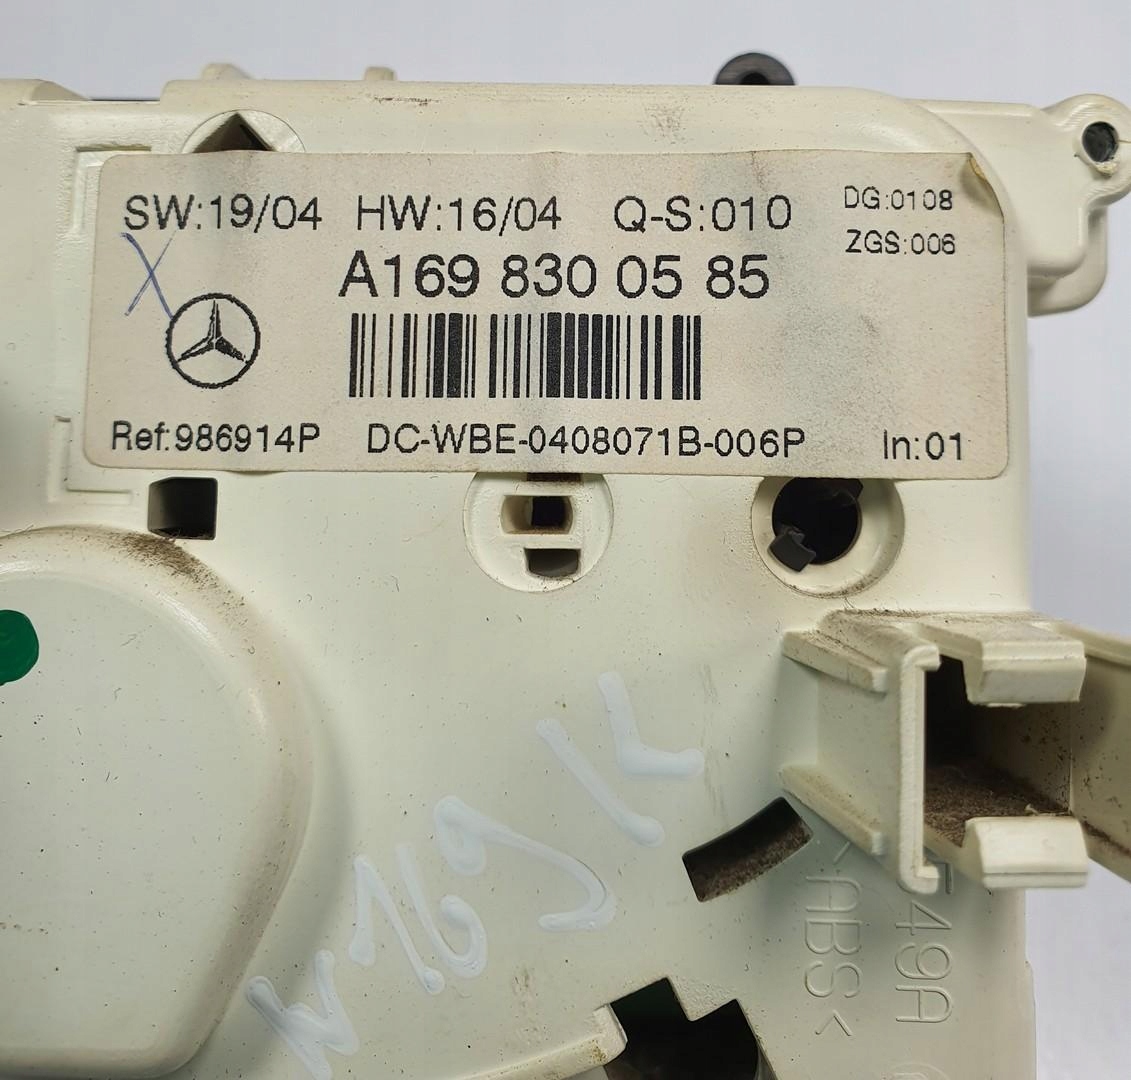 SW:19/04 HW:16/04 Q-S:010 DG:0108
ZGS:006
A169 830 05 85
Ref:986914P DC-WBE-0408071B-006P In:01
W169
>ABS<
549A